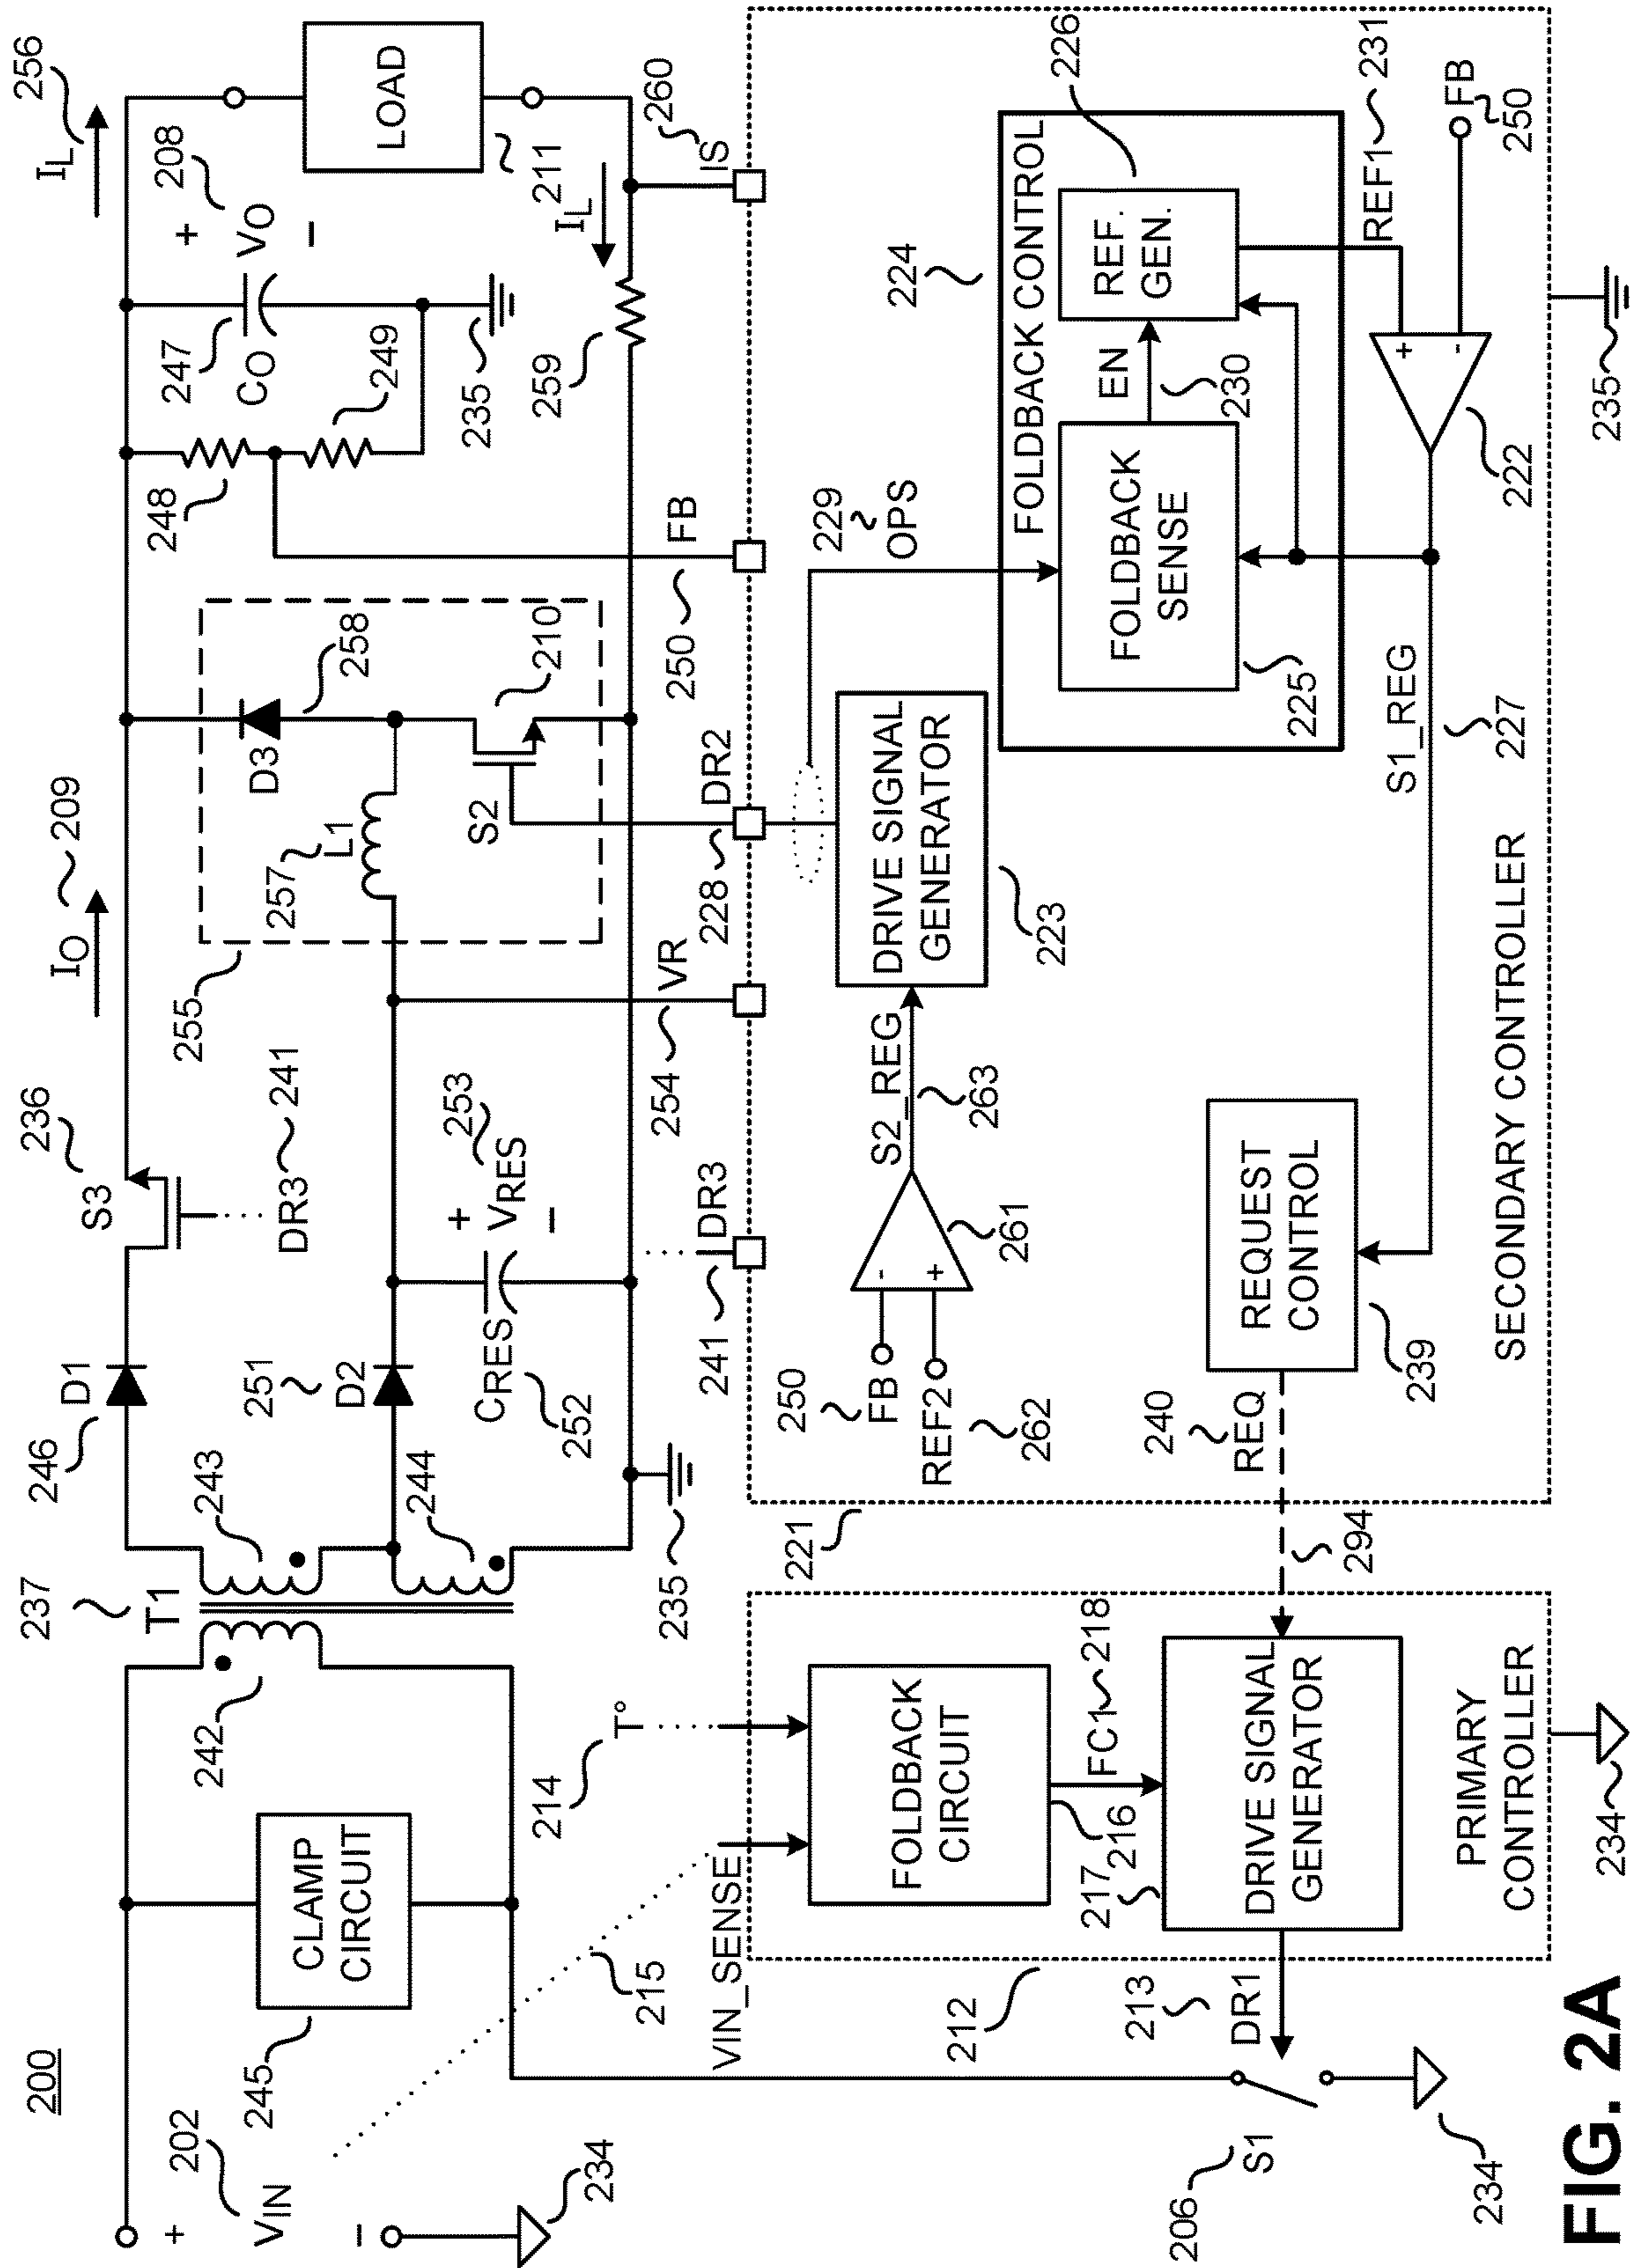 200
202
VIN
+
−
234
245
CLAMP
CIRCUIT
215
VIN_SENSE
214
T°
242
237
T1
243
244
246
D1
251
D2
235
236
S3
DR3
241
CRES
252
+
VRES
−
253
254
VR
IO
209
255
257
L1
D3
258
S2
210
228
DR2
241
DR3
250
FB
248
249
247
CO
+
VO
−
208
235
259
IL
256
IL
LOAD
211
260
IS
206
S1
234
213
DR1
212
FOLDBACK
CIRCUIT
217
216
FC1
218
DRIVE SIGNAL
GENERATOR
PRIMARY
CONTROLLER
234
294
240
REQ
221
REQUEST
CONTROL
239
250
FB
REF2
262
-
+
261
S2_REG
263
DRIVE SIGNAL
GENERATOR
223
229
OPS
224
FOLDBACK CONTROL
FOLDBACK
SENSE
225
EN
230
REF.
GEN.
226
REF1
231
+
-
222
FB
250
S1_REG
227
SECONDARY CONTROLLER
235
FIG. 2A